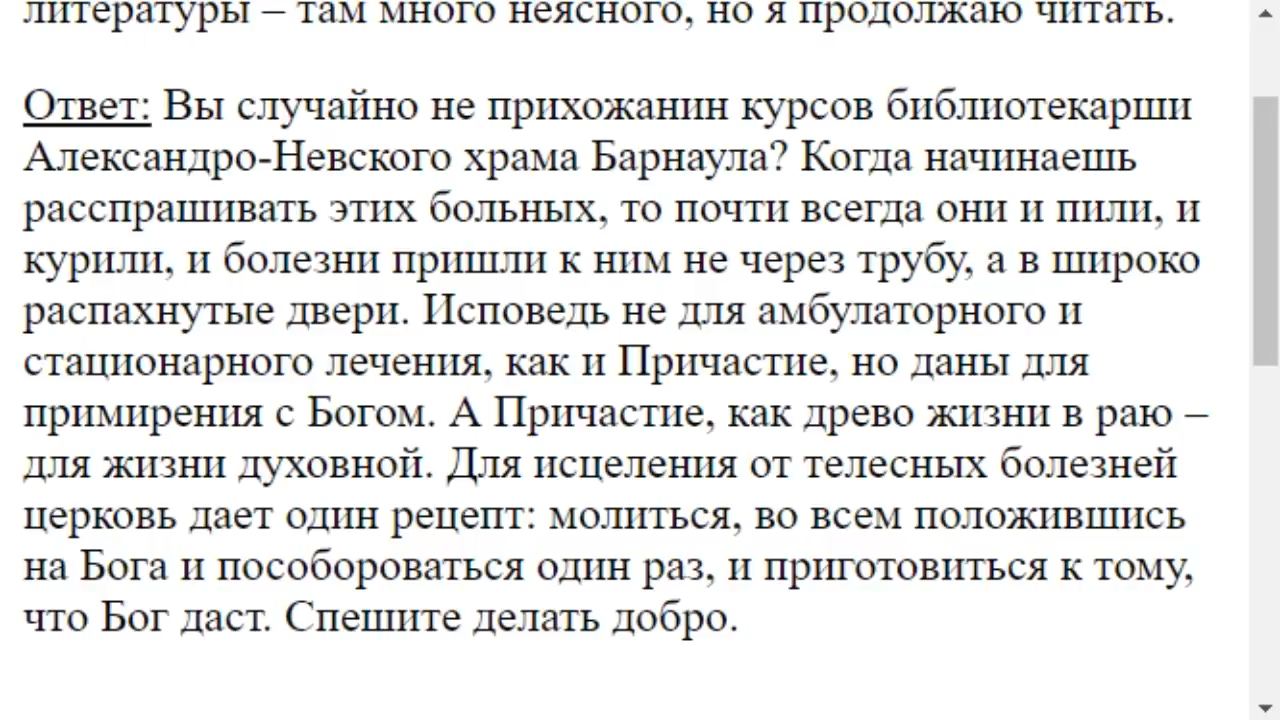 литературы – там много неясного, но я продолжаю читать.
Ответ: Вы случайно не прихожанин курсов библиотекарши
Александро-Невского храма Барнаула? Когда начинаешь
расспрашивать этих больных, то почти всегда они и пили, и
курили, и болезни пришли к ним не через трубу, а в широко
распахнутые двери. Исповедь не для амбулаторного и
стационарного лечения, как и Причастие, но даны для
примирения с Богом. А Причастие, как древо жизни в раю –
для жизни духовной. Для исцеления от телесных болезней
церковь дает один рецепт: молиться, во всем положившись
на Бога и пособороваться один раз, и приготовиться к тому,
что Бог даст. Спешите делать добро.